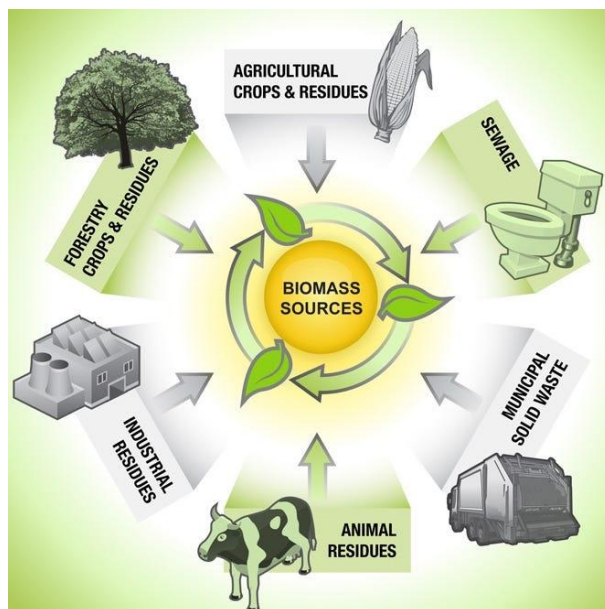 AGRICULTURAL
CROPS & RESIDUES
SEWAGE
MUNICIPAL
SOLID WASTE
ANIMAL
RESIDUES
INDUSTRIAL
RESIDUES
FORESTRY
CROPS & RESIDUES
BIOMASS
SOURCES